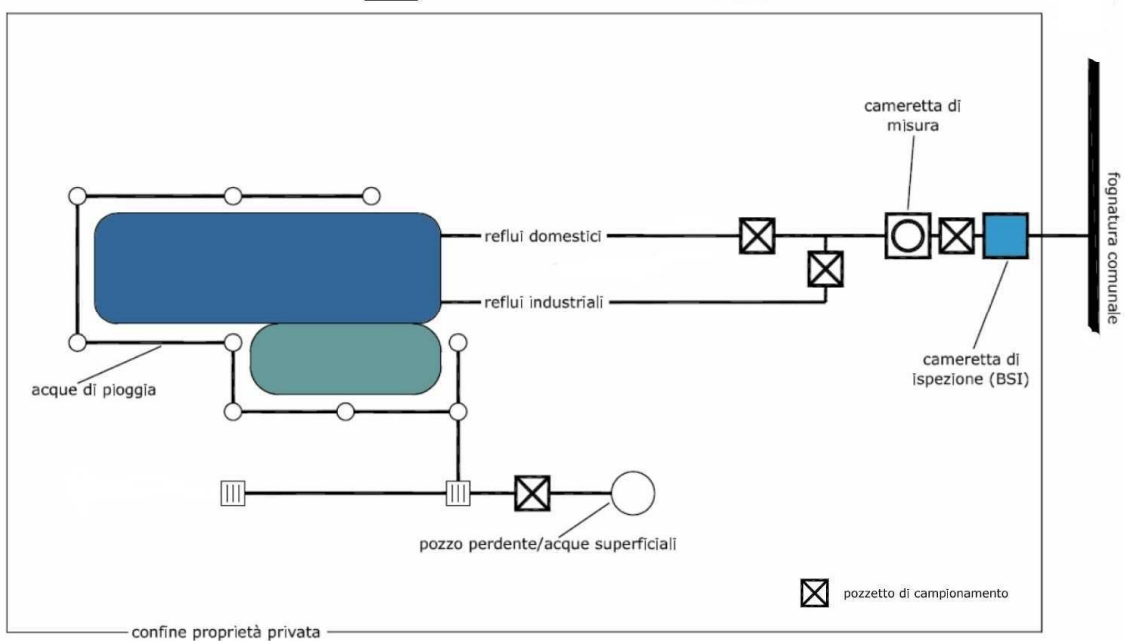 cameretta di
misura
fognatura comunale
reflui domestici
reflui industriali
cameretta di
ispezione (BSI)
acque di pioggia
pozzo perdente/acque superficiali
pozzetto di campionamento
confine proprietà privata